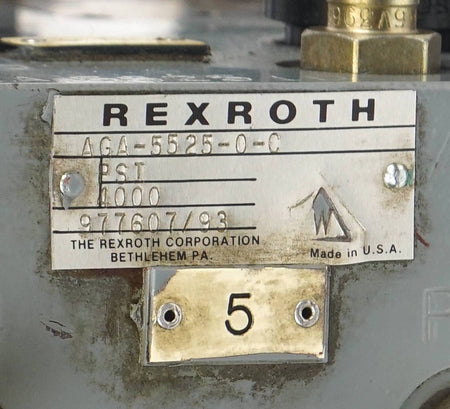 REXROTH
AGA-5525-0-C
PST
4000
977607/93
THE REXROTH CORPORATION
BETHLEHEM PA.
Made in U.S.A.
5